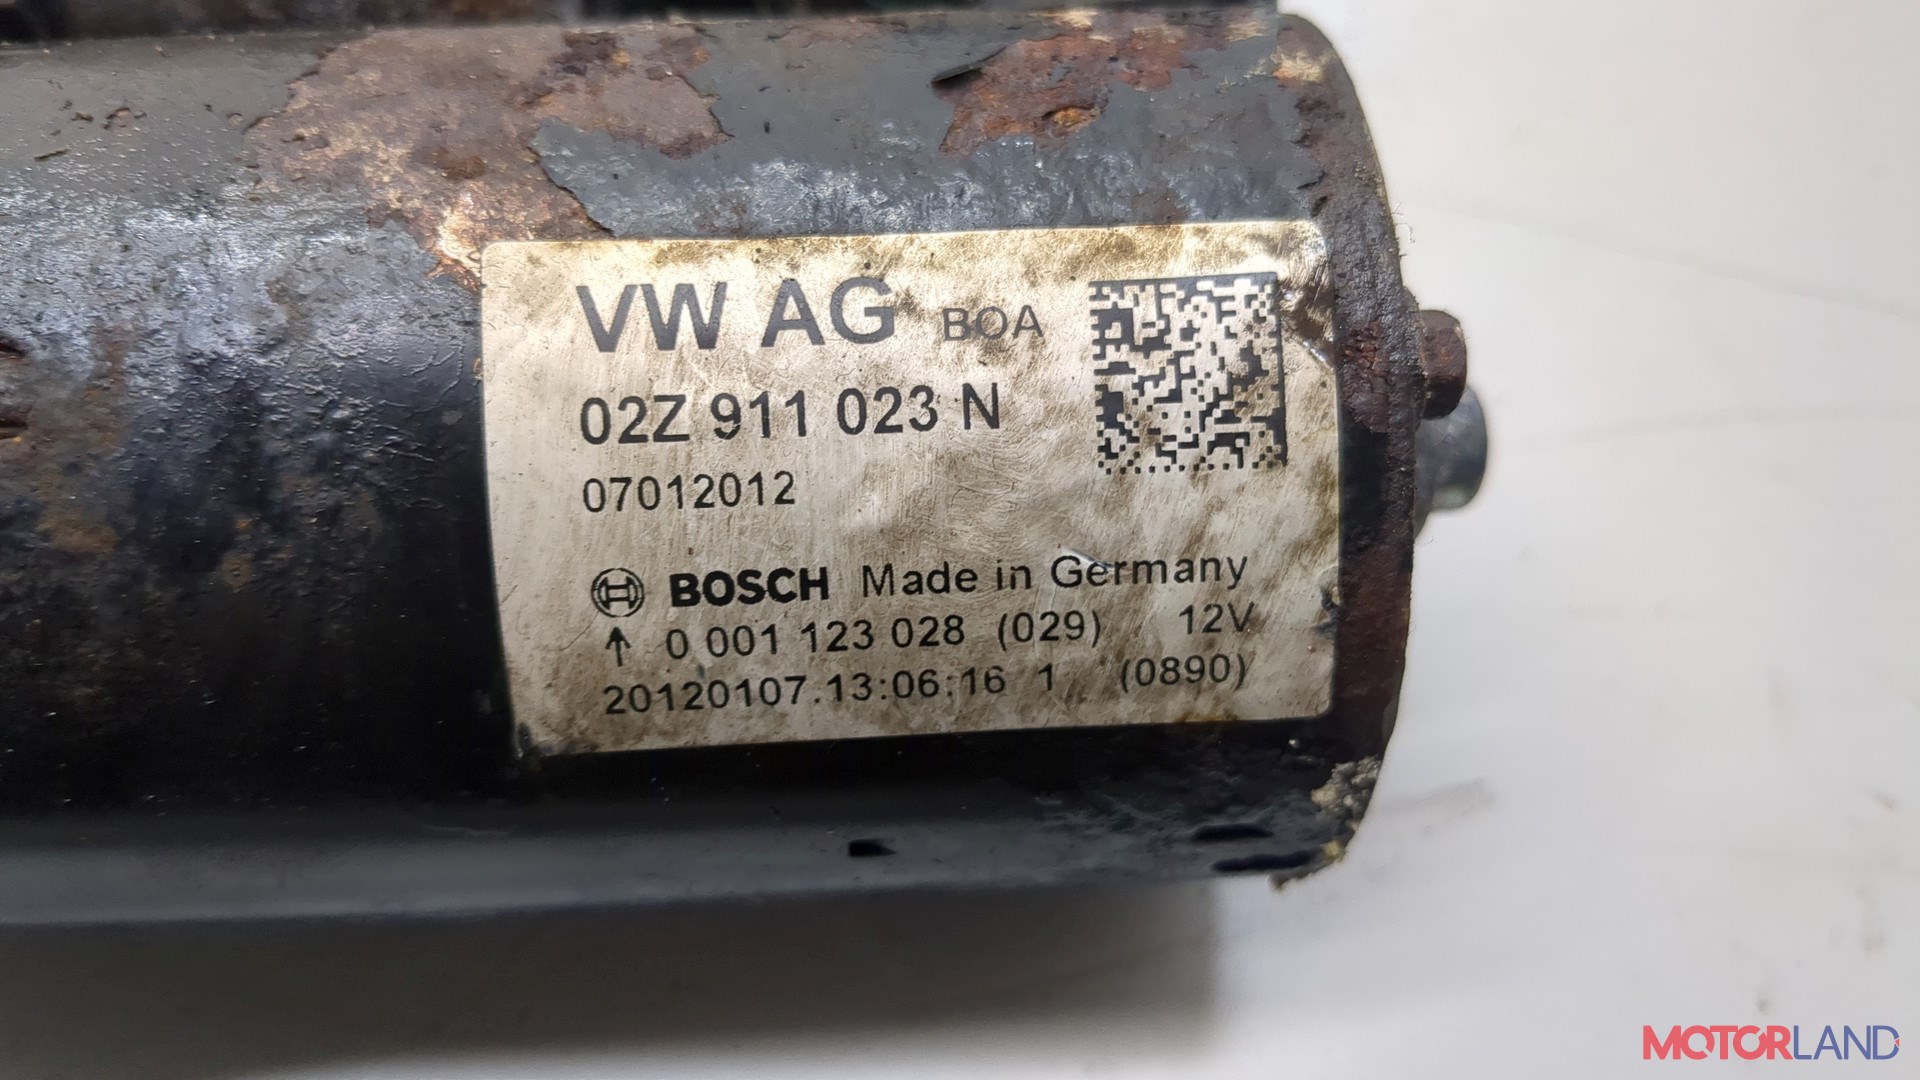 VW AG BOA
02Z 911 023 N
07012012
BOSCH Made in Germany
↑ 0 001 123 028 (029) 12V
20120107.13:06:16 1 (0890)
MOTORLAND